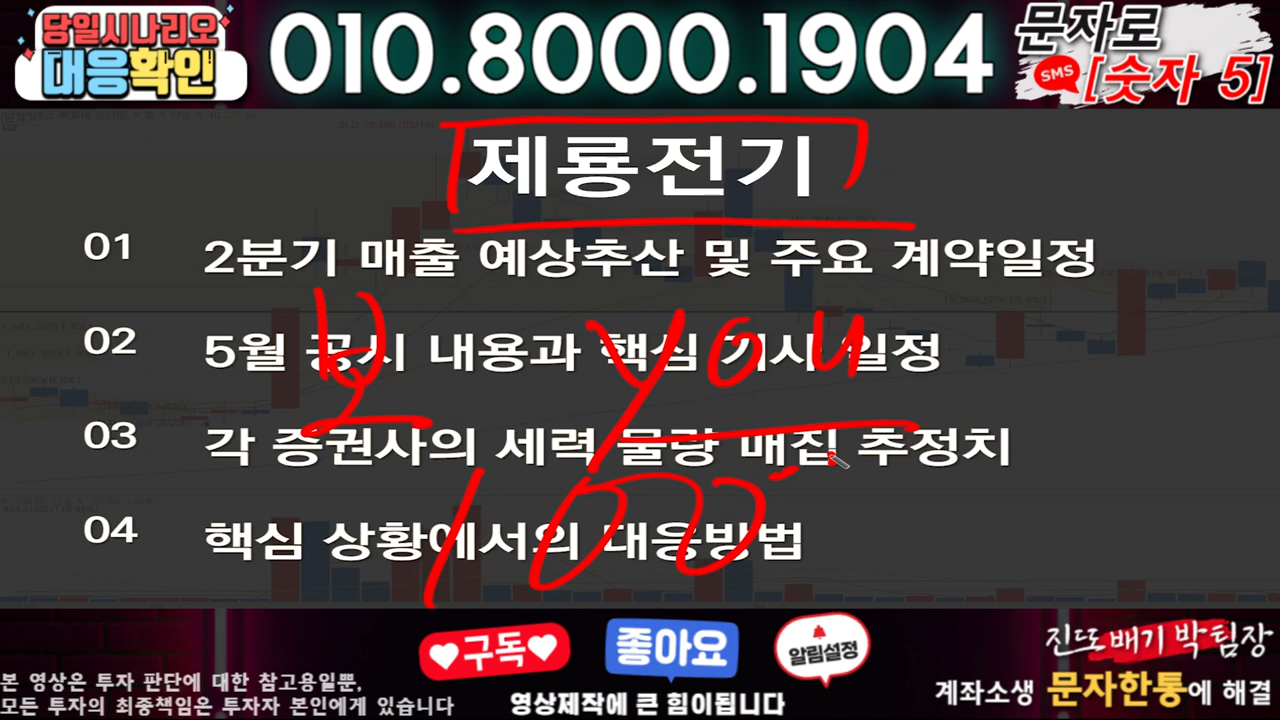 당일시나리오
대응확인
010.8000.1904
문자로
SMS
[숫자 5]
제룡전기
01 2분기 매출 예상추산 및 주요 계약일정
02 5월 공시 내용과 핵심 기사 일정
03 각 증권사의 세력 물량 매집 추정치
04 핵심 상황에서의 대응방법
you
100
구독
좋아요
알림설정
영상제작에 큰 힘이됩니다
본 영상은 투자 판단에 대한 참고용일뿐,
모든 투자의 최종책임은 투자자 본인에게 있습니다
진또배기 박팀장
계좌소생 문자한통에 해결